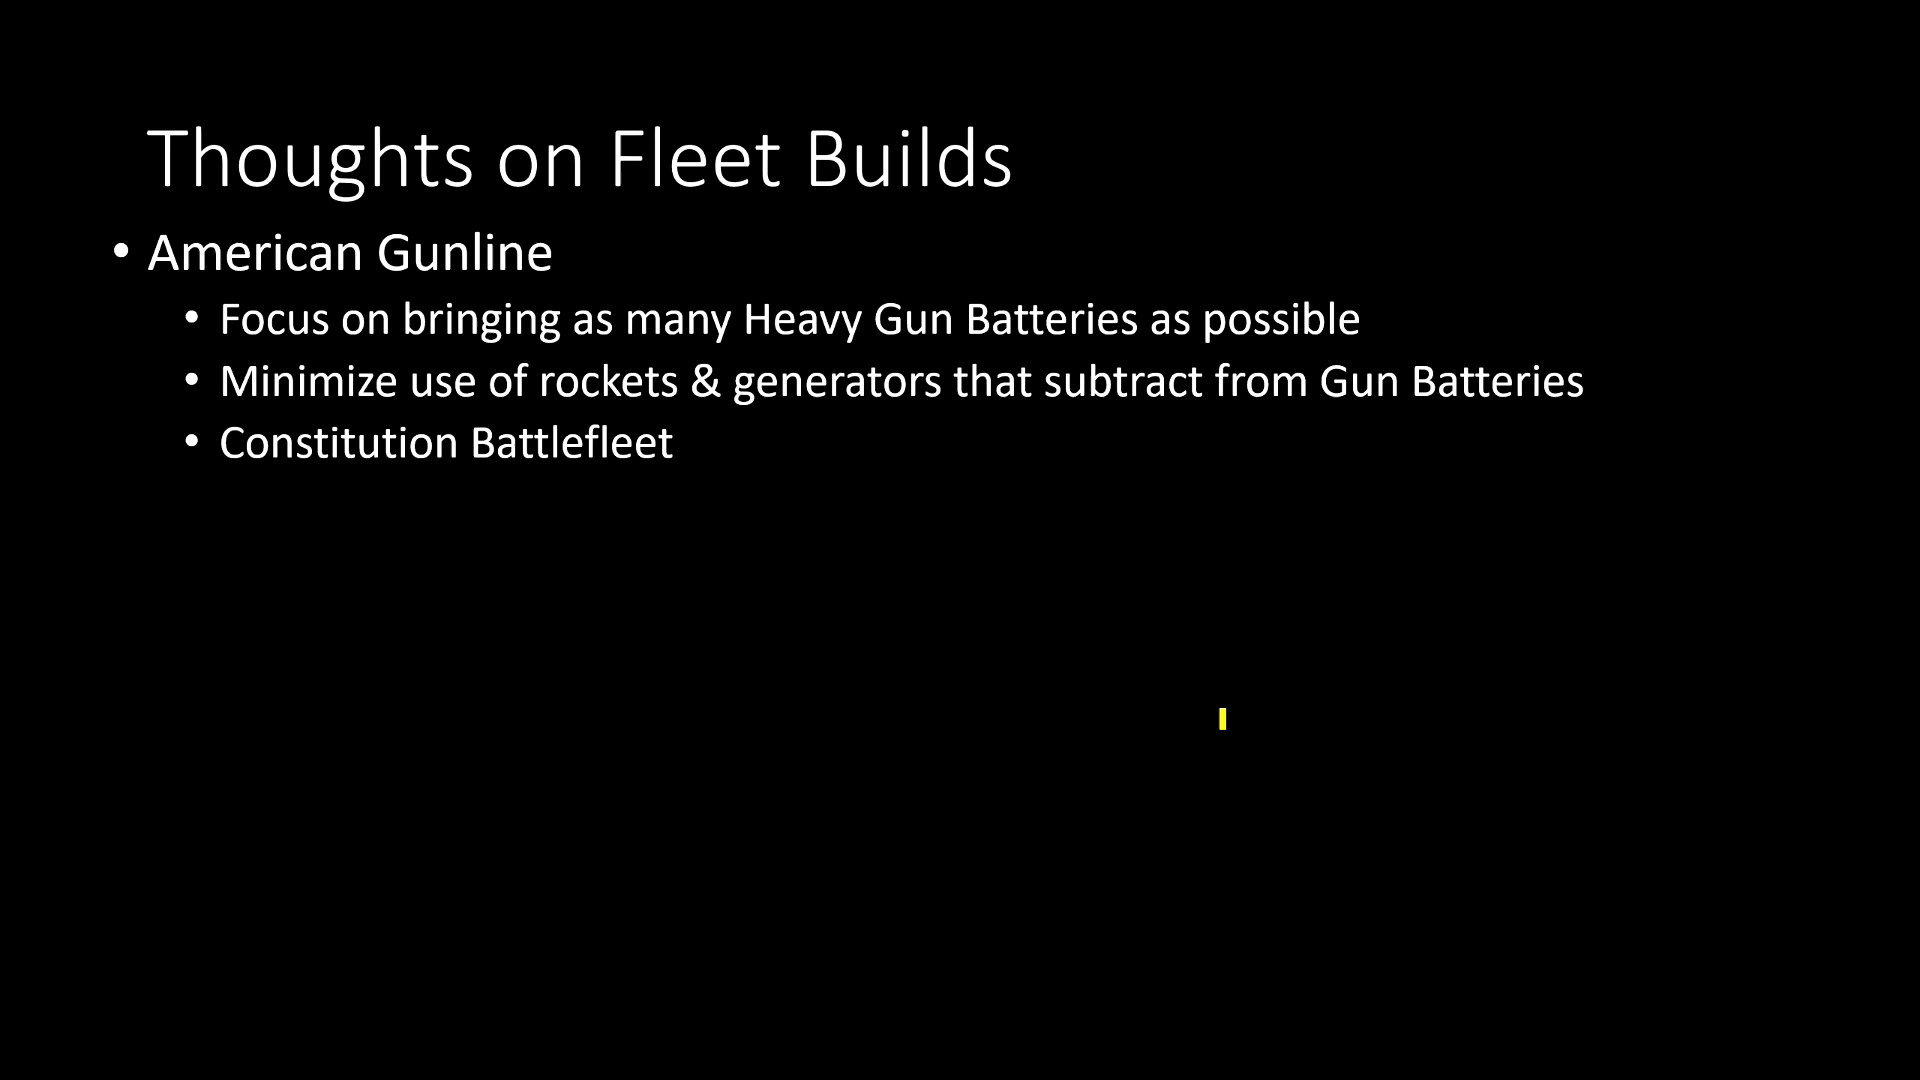 Thoughts on Fleet Builds
• American Gunline
• Focus on bringing as many Heavy Gun Batteries as possible
• Minimize use of rockets & generators that subtract from Gun Batteries
• Constitution Battlefleet